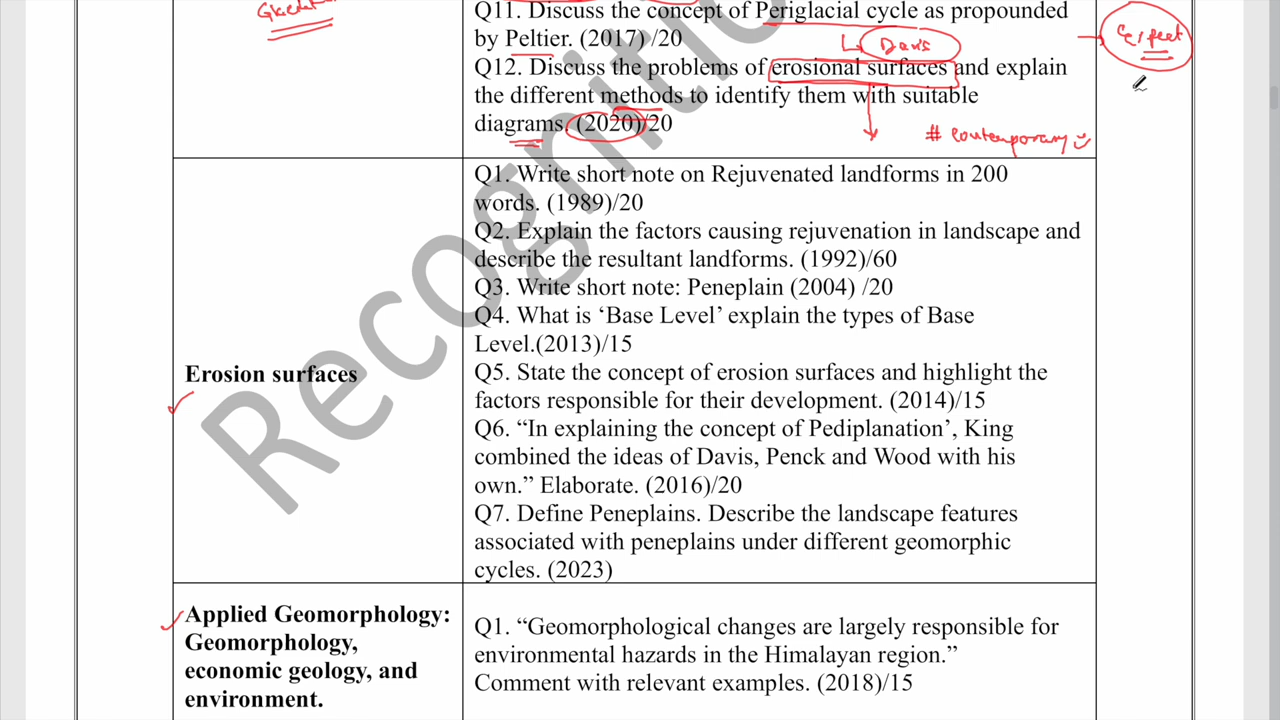 Q11. Discuss the concept of Periglacial cycle as propounded
by Peltier. (2017) /20
Davis
Expect
Q12. Discuss the problems of erosional surfaces and explain
the different methods to identify them with suitable
diagrams. (2020)/20
# contemporary
Erosion surfaces
Q1. Write short note on Rejuvenated landforms in 200
words. (1989)/20
Q2. Explain the factors causing rejuvenation in landscape and
describe the resultant landforms. (1992)/60
Q3. Write short note: Peneplain (2004) /20
Q4. What is ‘Base Level’ explain the types of Base
Level.(2013)/15
Q5. State the concept of erosion surfaces and highlight the
factors responsible for their development. (2014)/15
Q6. “In explaining the concept of Pediplanation’, King
combined the ideas of Davis, Penck and Wood with his
own.” Elaborate. (2016)/20
Q7. Define Peneplains. Describe the landscape features
associated with peneplains under different geomorphic
cycles. (2023)
Applied Geomorphology:
Geomorphology,
economic geology, and
environment.
Q1. “Geomorphological changes are largely responsible for
environmental hazards in the Himalayan region.”
Comment with relevant examples. (2018)/15
Recogniti